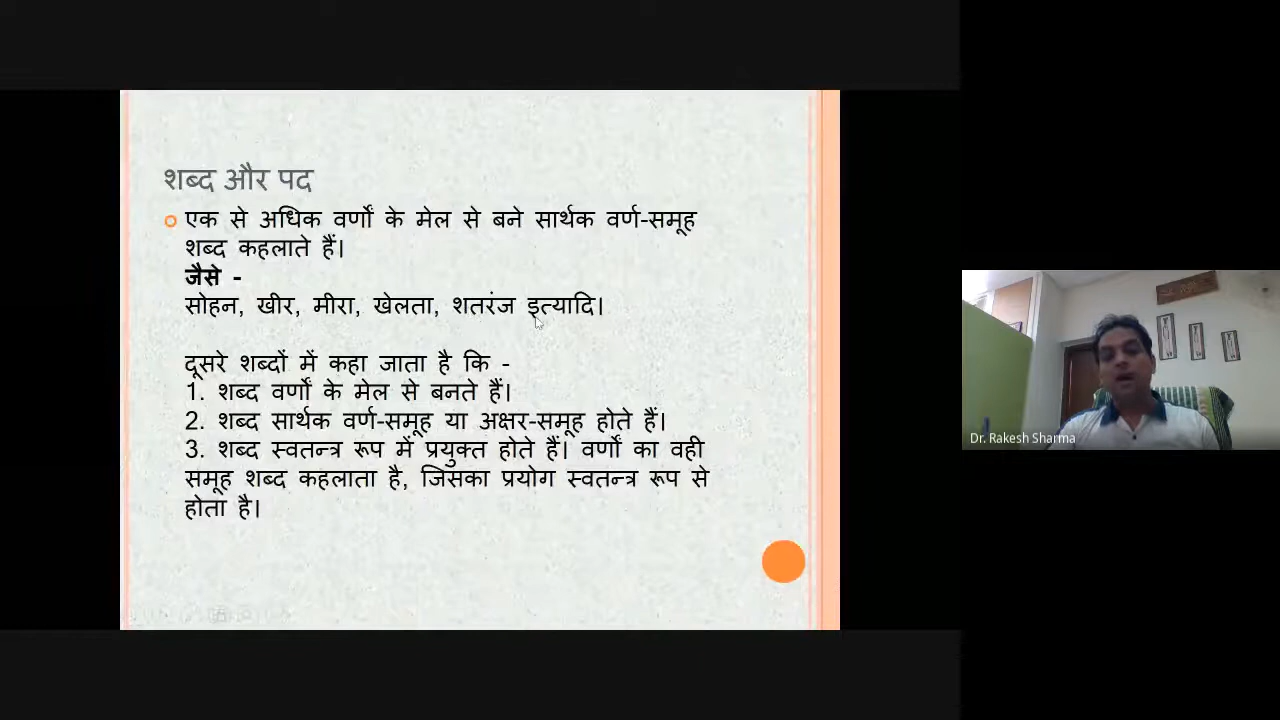 शब्द और पद
एक से अधिक वर्णों के मेल से बने सार्थक वर्ण-समूह
शब्द कहलाते हैं।
जैसे -
सोहन, खीर, मीरा, खेलता, शतरंज इत्यादि।
दूसरे शब्दों में कहा जाता है कि -
1. शब्द वर्णों के मेल से बनते हैं।
2. शब्द सार्थक वर्ण-समूह या अक्षर-समूह होते हैं।
3. शब्द स्वतन्त्र रूप में प्रयुक्त होते हैं। वर्णों का वही
समूह शब्द कहलाता है, जिसका प्रयोग स्वतन्त्र रूप से
होता है।
Dr. Rakesh Sharma